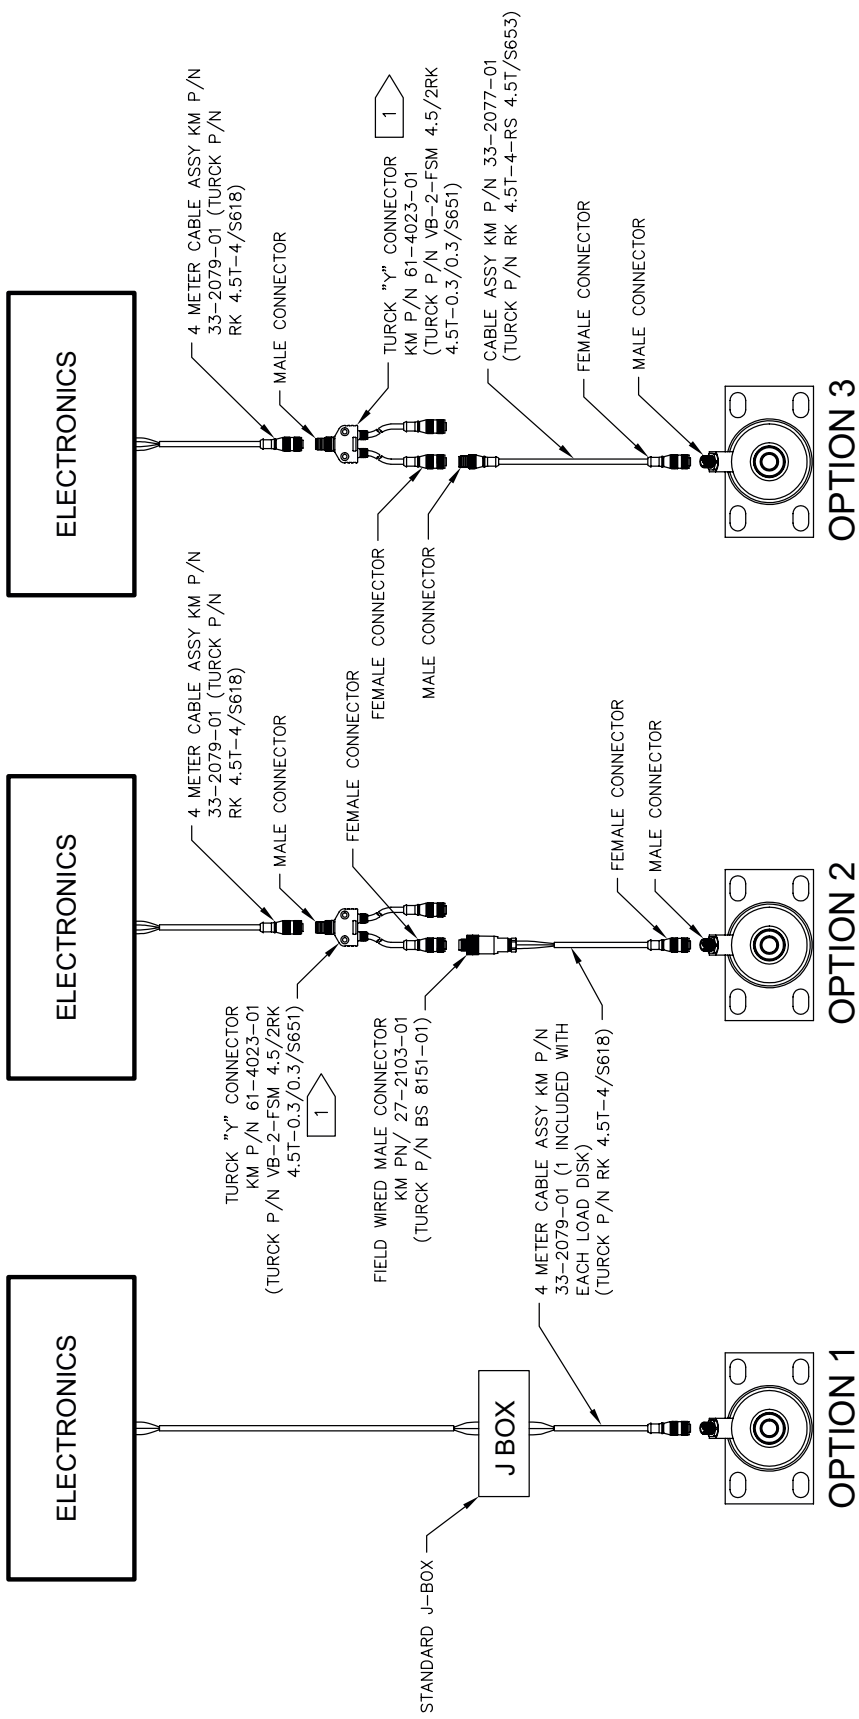 ELECTRONICS
STANDARD J-BOX
J BOX
4 METER CABLE ASSY KM P/N
33-2079-01 (1 INCLUDED WITH
EACH LOAD DISK)
(TURCK P/N RK 4.5T-4/S618)
OPTION 1
ELECTRONICS
4 METER CABLE ASSY KM P/N
33-2079-01 (TURCK P/N
RK 4.5T-4/S618)
MALE CONNECTOR
TURCK "Y" CONNECTOR
KM P/N 61-4023-01
(TURCK P/N VB-2-FSM 4.5/2RK
4.5T-0.3/0.3/S651)
1
FEMALE CONNECTOR
FIELD WIRED MALE CONNECTOR
KM PN/ 27-2103-01
(TURCK P/N BS 8151-01)
FEMALE CONNECTOR
MALE CONNECTOR
OPTION 2
ELECTRONICS
4 METER CABLE ASSY KM P/N
33-2079-01 (TURCK P/N
RK 4.5T-4/S618)
MALE CONNECTOR
TURCK "Y" CONNECTOR
KM P/N 61-4023-01
(TURCK P/N VB-2-FSM 4.5/2RK
4.5T-0.3/0.3/S651)
1
FEMALE CONNECTOR
MALE CONNECTOR
CABLE ASSY KM P/N 33-2077-01
(TURCK P/N RK 4.5T-4-RS 4.5T/S653)
FEMALE CONNECTOR
MALE CONNECTOR
OPTION 3